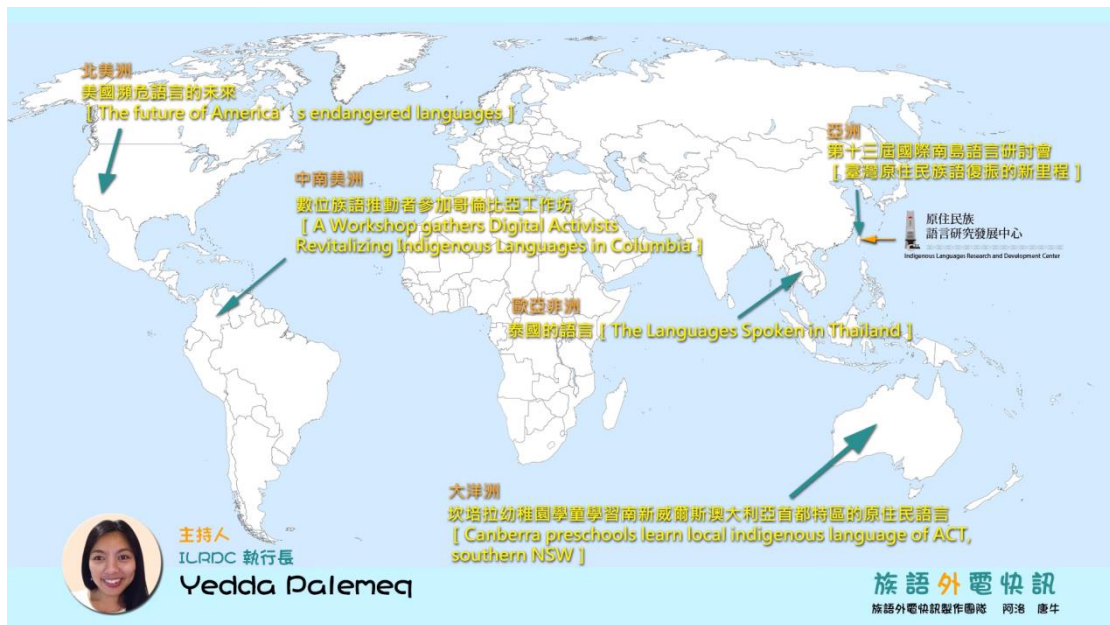 北美洲
美國瀕危語言的未來
[ The future of America’s endangered languages ]
中南美洲
數位族語推動者參加哥倫比亞工作坊
[ A Workshop gathers Digital Activists
Revitalizing Indigenous Languages in Columbia ]
亞洲
第十三屆國際南島語言研討會
[ 臺灣原住民族語復振的新里程 ]
原住民族
語言研究發展中心
Indigenous Languages Research and Development Center
歐亞非洲
泰國的語言 [ The Languages Spoken in Thailand ]
大洋洲
坎培拉幼稚園學童學習南新威爾斯澳大利亞首都特區的原住民語言
[ Canberra preschools learn local indigenous language of ACT,
southern NSW ]
主持人
ILRDC 執行長
Yedda Palemeq
族語外電快訊
族語外電快訊製作團隊 阿洛 唐牛